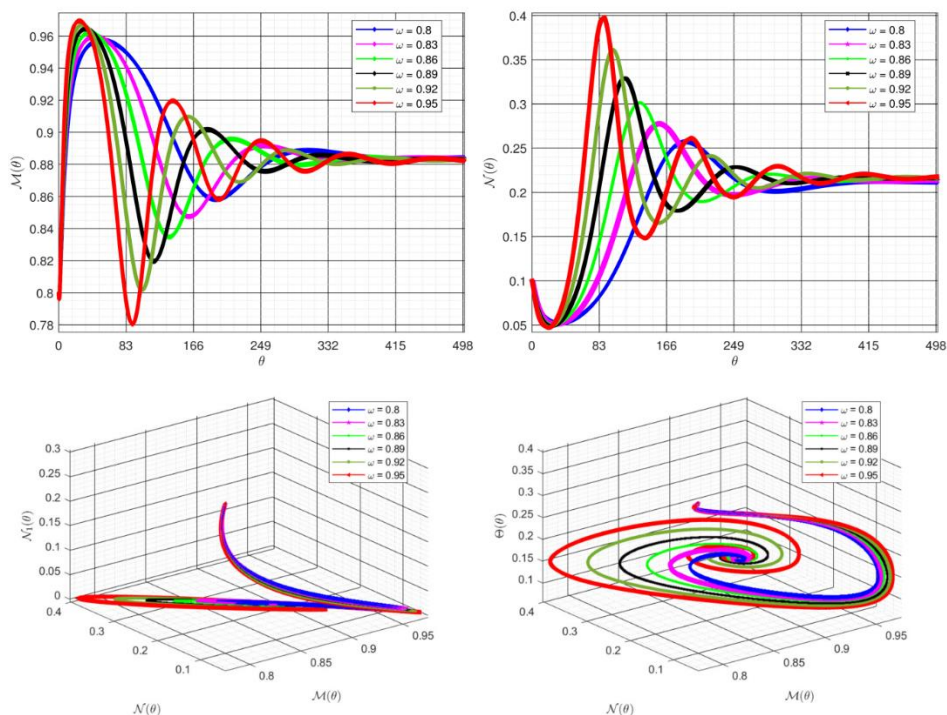 0.96
0.94
0.92
0.9
0.88
0.86
0.84
0.82
0.8
0.78
ℳ(θ)
0
83
166
249
332
415
498
θ
ω = 0.8
ω = 0.83
ω = 0.86
ω = 0.89
ω = 0.92
ω = 0.95
0.4
0.35
0.3
0.25
0.2
0.15
0.1
0.05
𝒩(θ)
0
83
166
249
332
415
498
θ
ω = 0.8
ω = 0.83
ω = 0.86
ω = 0.89
ω = 0.92
ω = 0.95
0.3
0.25
0.2
0.15
0.1
0.05
0
𝒩₁(θ)
0.4
0.3
0.2
0.1
𝒩(θ)
0.8
0.85
0.9
0.95
ℳ(θ)
ω = 0.8
ω = 0.83
ω = 0.86
ω = 0.89
ω = 0.92
ω = 0.95
0.4
0.35
0.3
0.25
0.2
0.15
0.1
Θ(θ)
0.4
0.3
0.2
0.1
𝒩(θ)
0.8
0.85
0.9
0.95
ℳ(θ)
ω = 0.8
ω = 0.83
ω = 0.86
ω = 0.89
ω = 0.92
ω = 0.95